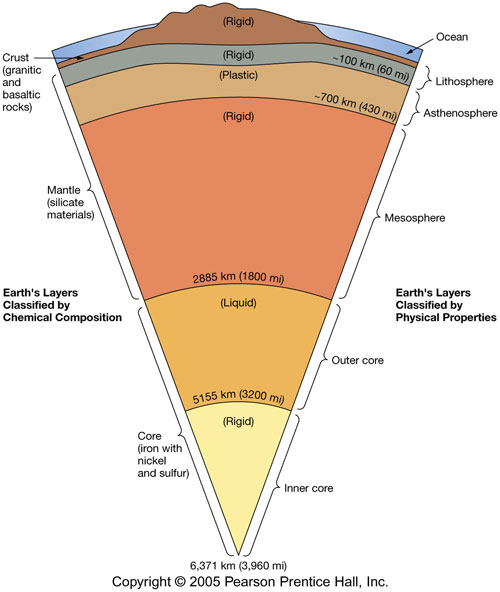 (Rigid)
Ocean
Crust
(granitic
and
basaltic
rocks)
(Rigid)
~100 km (60 mi)
Lithosphere
(Plastic)
~700 km (430 mi)
Asthenosphere
(Rigid)
Mantle
(silicate
materials)
Mesosphere
2885 km (1800 mi)
Earth's Layers
Classified by
Chemical Composition
(Liquid)
Earth's Layers
Classified by
Physical Properties
Outer core
5155 km (3200 mi)
(Rigid)
Core
(iron with
nickel
and sulfur)
Inner core
6,371 km (3,960 mi)
Copyright © 2005 Pearson Prentice Hall, Inc.